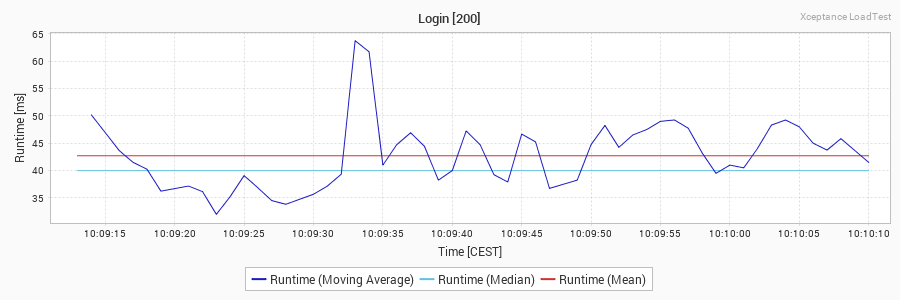 Login [200]
Xceptance LoadTest
65
60
55
50
45
40
35
Runtime [ms]
10:09:15 10:09:20 10:09:25 10:09:30 10:09:35 10:09:40 10:09:45 10:09:50 10:09:55 10:10:00 10:10:05 10:10:10
Time [CEST]
Runtime (Moving Average) Runtime (Median) Runtime (Mean)